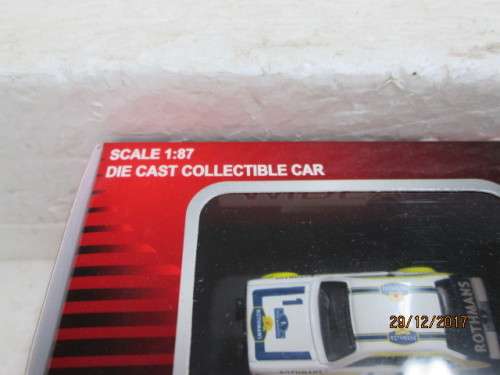 SCALE 1:87
DIE CAST COLLECTIBLE CAR
1
ROTHMANS
29/12/2017